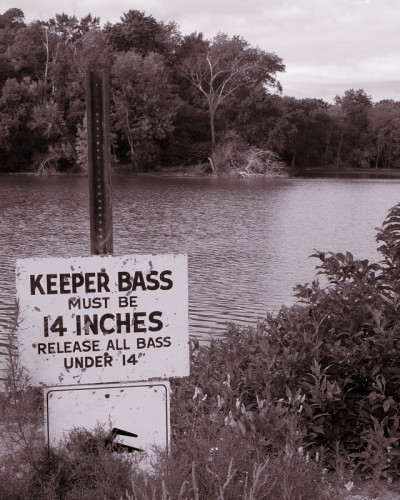 KEEPER BASS
MUST BE
14 INCHES
RELEASE ALL BASS
UNDER 14"